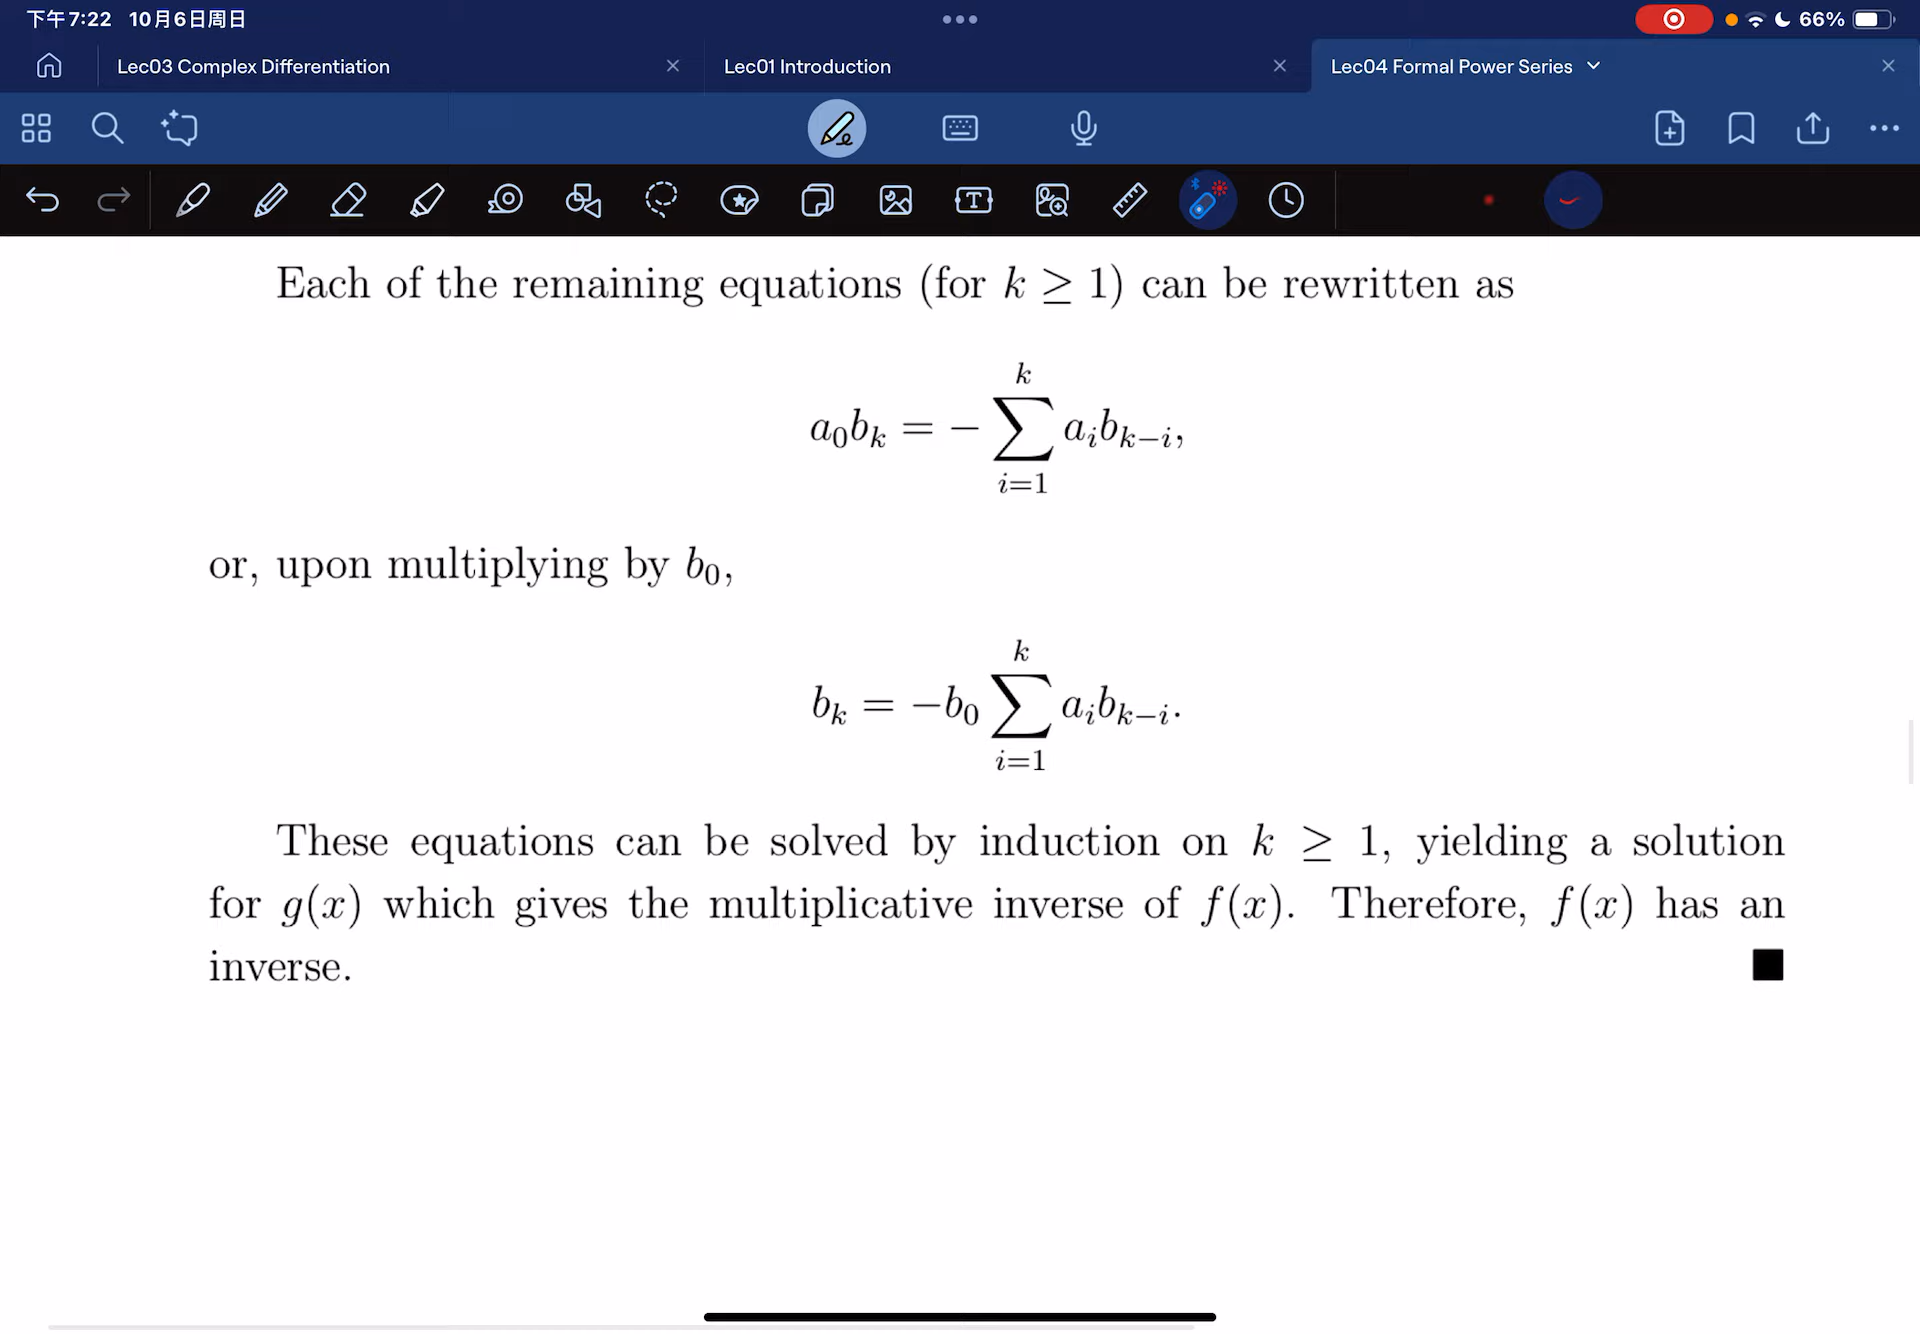 下午7:22 10月6日周日 66%
Lec03 Complex Differentiation Lec01 Introduction Lec04 Formal Power Series
Each of the remaining equations (for k ≥ 1) can be rewritten as
a₀bₖ = − ∑_{i=1}^{k} aᵢbₖ₋ᵢ,
or, upon multiplying by b₀,
bₖ = −b₀ ∑_{i=1}^{k} aᵢbₖ₋ᵢ.
These equations can be solved by induction on k ≥ 1, yielding a solution
for g(x) which gives the multiplicative inverse of f(x). Therefore, f(x) has an
inverse. ■